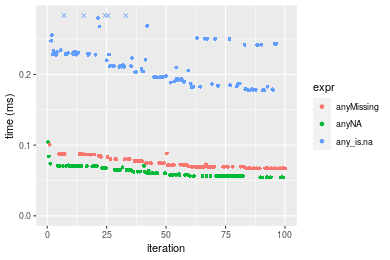 time (ms)
0.2
0.1
0.0
0
25
50
75
100
iteration
expr
anyMissing
anyNA
any_is.na